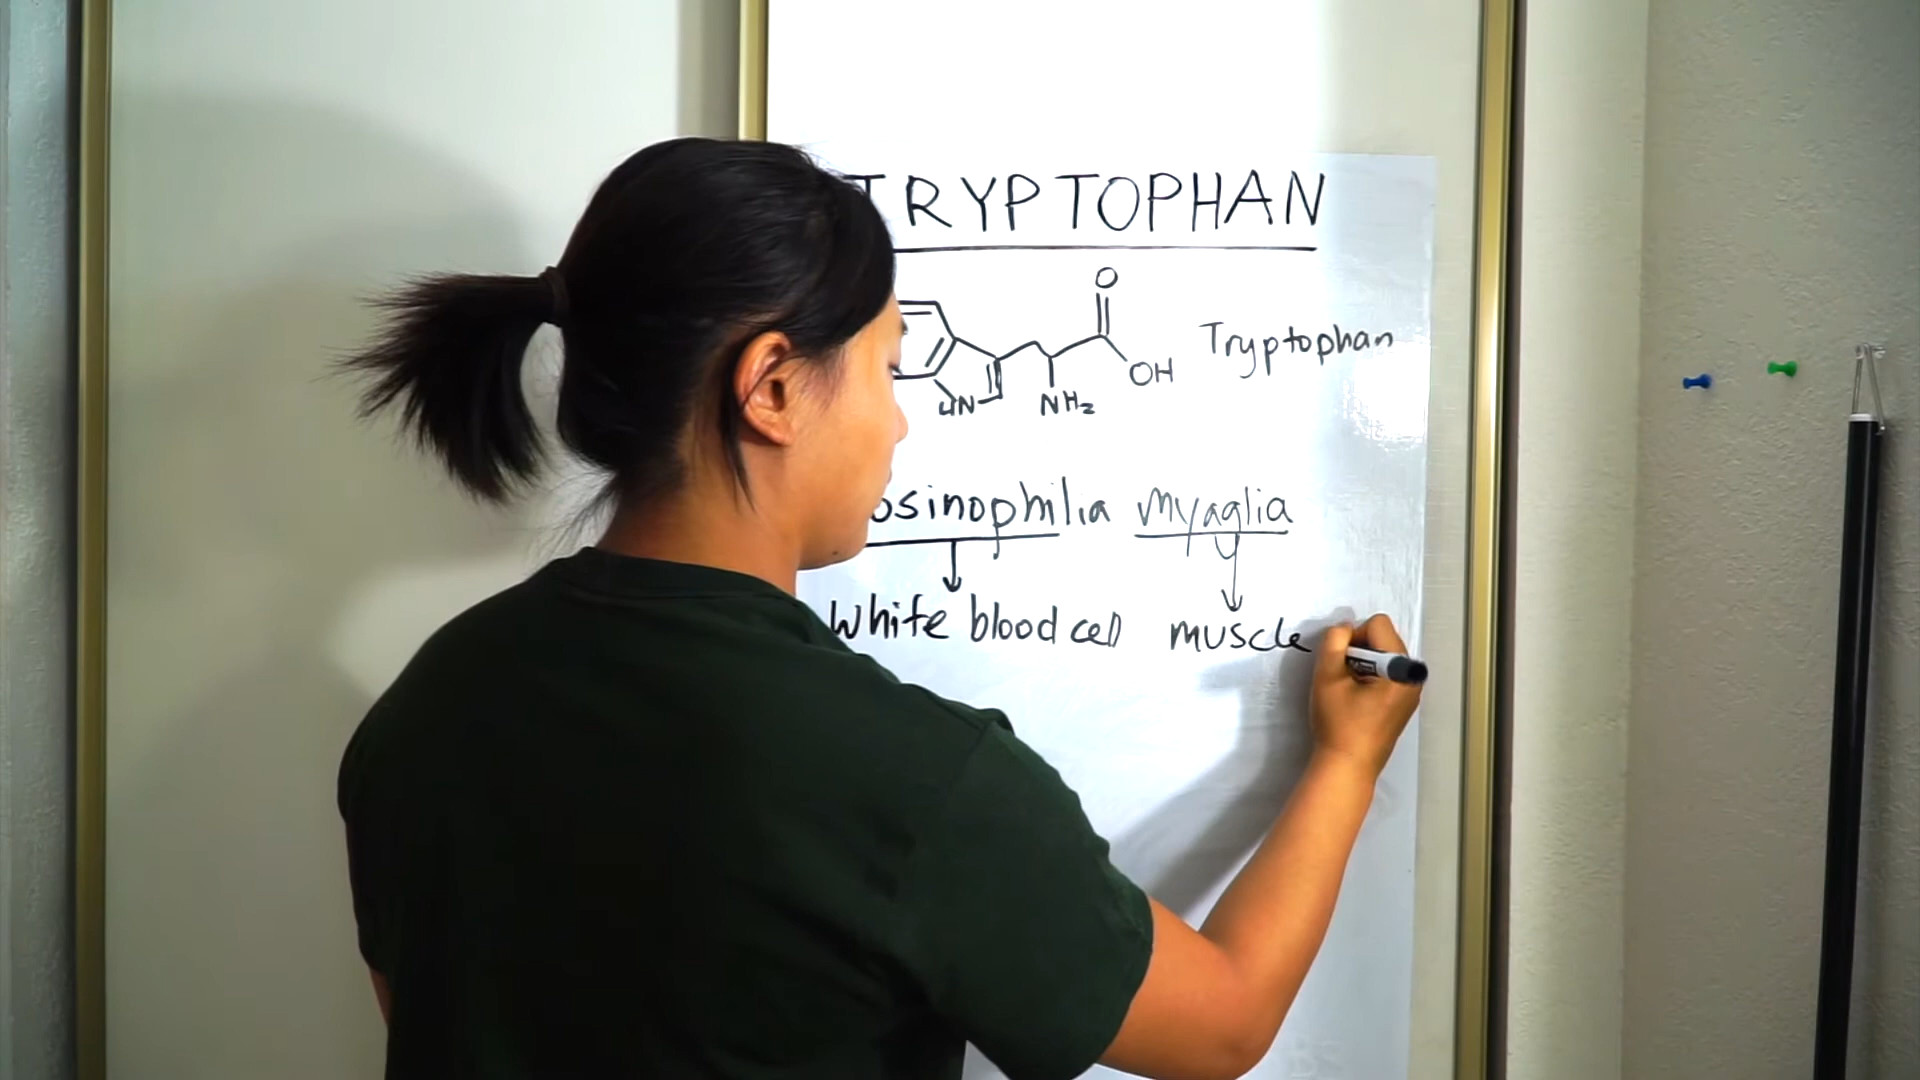 TRYPTOPHAN
O
OH
Tryptophan
HN
NH2
osinophilia myaglia
white blood cell muscle